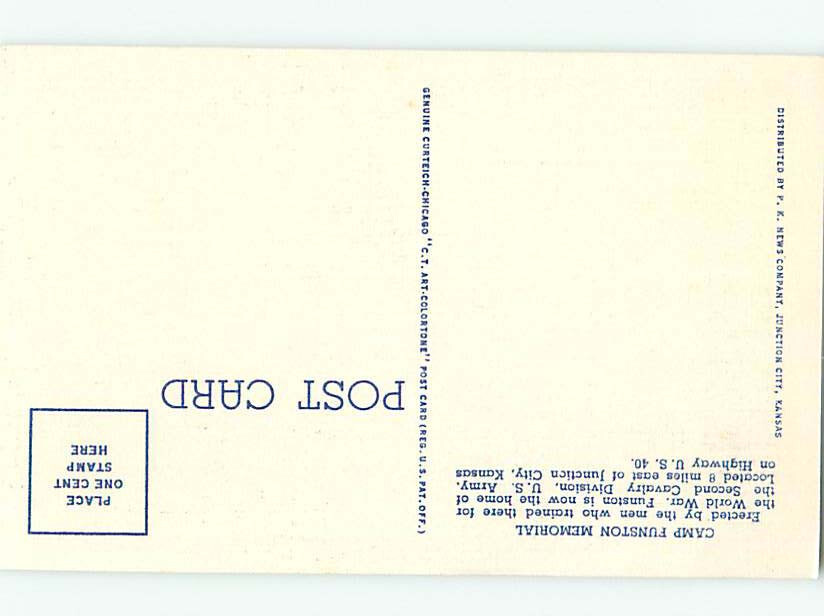 CAMP FUNSTON MEMORIAL
Erected by the men who trained there for
the World War. Funston is now the home of
the Second Cavalry Division, U. S. Army.
Located 8 miles east of Junction City, Kansas
on Highway U. S. 40.
POST CARD
PLACE
ONE CENT
STAMP
HERE
GENUINE CURTEICH-CHICAGO "C.T. ART-COLORTONE" POST CARD (REG. U.S. PAT. OFF.)
DISTRIBUTED BY P. K. NEWS COMPANY, JUNCTION CITY, KANSAS